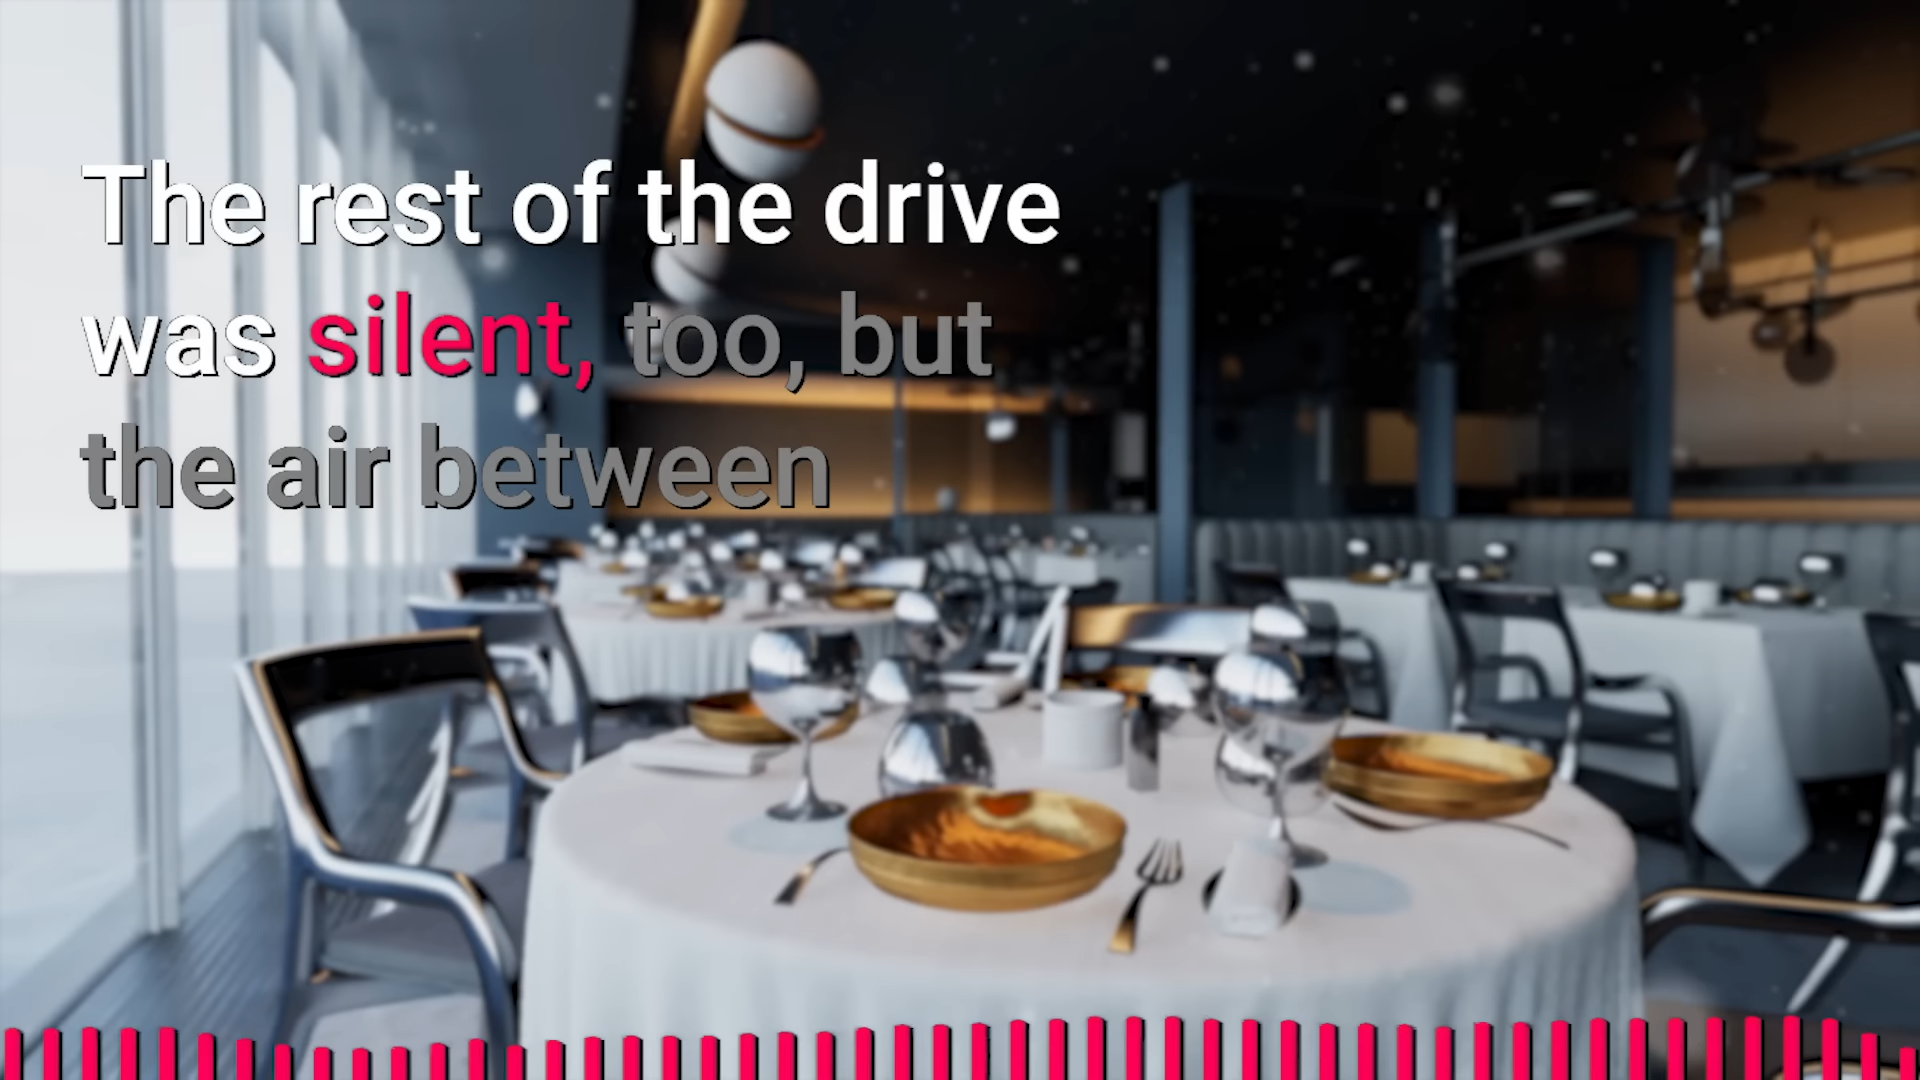 The rest of the drive
was silent, too, but
the air between